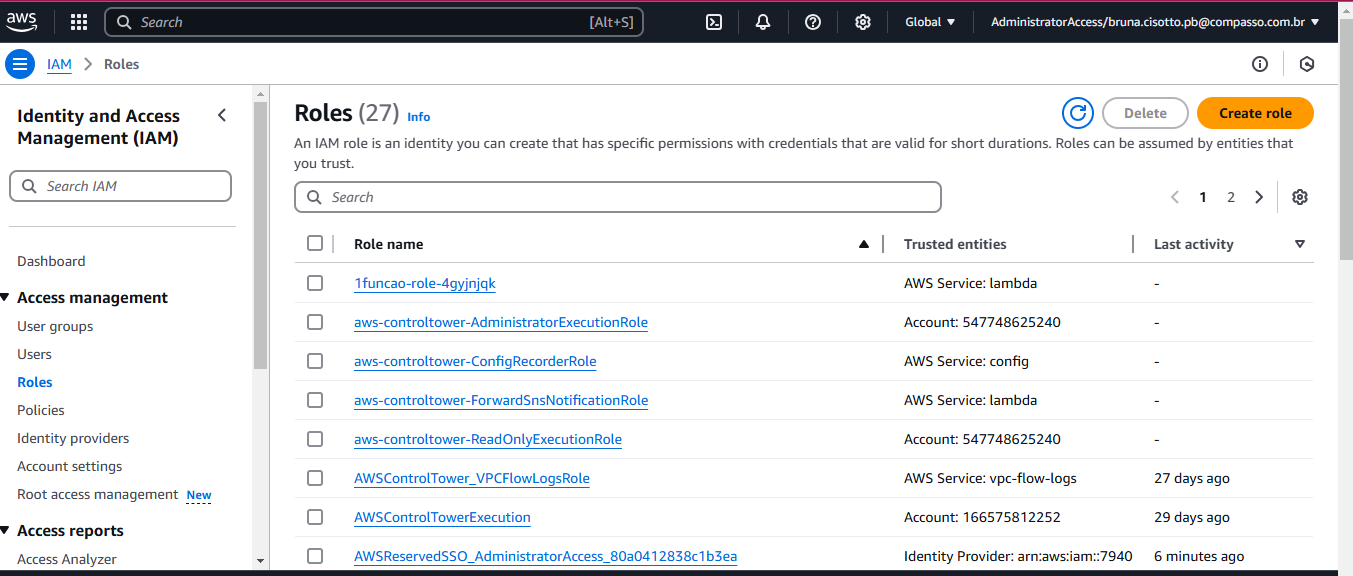 aws
Search [Alt+S]
Global
AdministratorAccess/bruna.cisotto.pb@compasso.com.br
IAM > Roles
Identity and Access
Management (IAM)
Search IAM
Dashboard
Access management
User groups
Users
Roles
Policies
Identity providers
Account settings
Root access management New
Access reports
Access Analyzer
Roles (27) Info
Delete
Create role
An IAM role is an identity you can create that has specific permissions with credentials that are valid for short durations. Roles can be assumed by entities that
you trust.
Search
1 2
Role name Trusted entities Last activity
1funcao-role-4gyjnjqk AWS Service: lambda -
aws-controltower-AdministratorExecutionRole Account: 547748625240 -
aws-controltower-ConfigRecorderRole AWS Service: config -
aws-controltower-ForwardSnsNotificationRole AWS Service: lambda -
aws-controltower-ReadOnlyExecutionRole Account: 547748625240 -
AWSControlTower_VPCFlowLogsRole AWS Service: vpc-flow-logs 27 days ago
AWSControlTowerExecution Account: 166575812252 29 days ago
AWSReservedSSO_AdministratorAccess_80a0412838c1b3ea Identity Provider: arn:aws:iam::7940 6 minutes ago